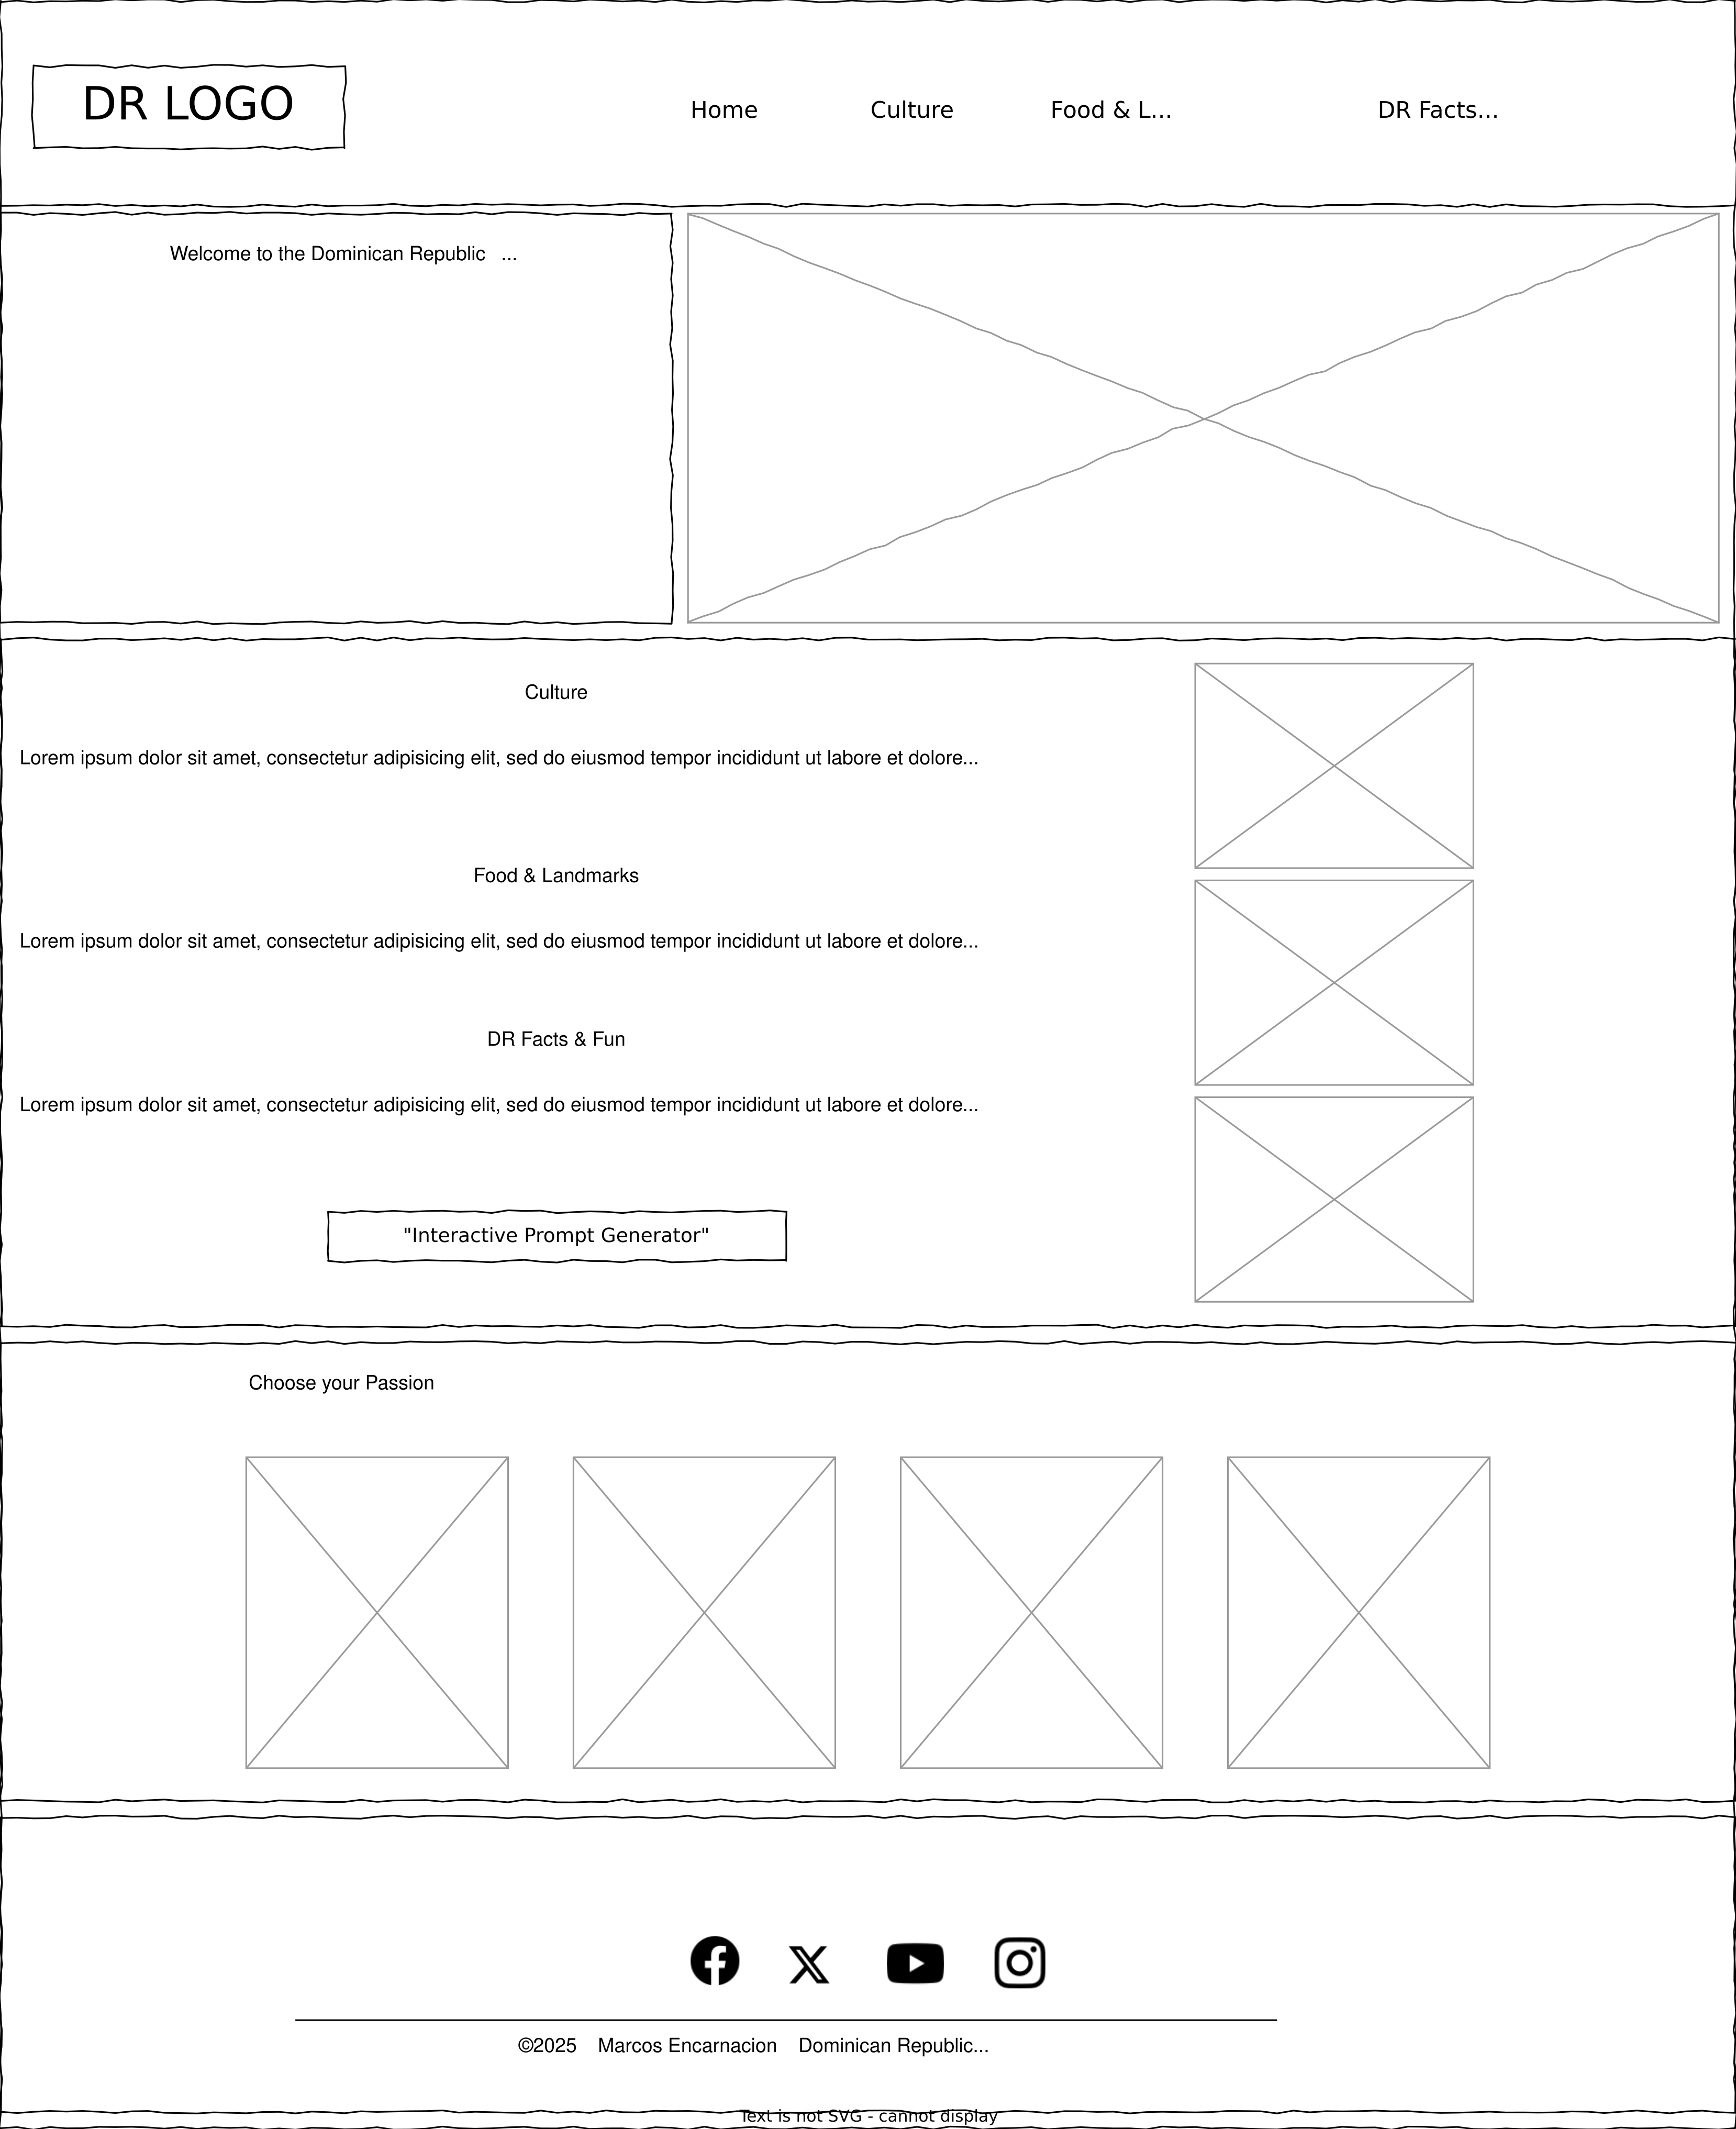 DR LOGO
Home Culture Food & L... DR Facts...
Welcome to the Dominican Republic ...
Culture
Lorem ipsum dolor sit amet, consectetur adipisicing elit, sed do eiusmod tempor incididunt ut labore et dolore...
Food & Landmarks
Lorem ipsum dolor sit amet, consectetur adipisicing elit, sed do eiusmod tempor incididunt ut labore et dolore...
DR Facts & Fun
Lorem ipsum dolor sit amet, consectetur adipisicing elit, sed do eiusmod tempor incididunt ut labore et dolore...
"Interactive Prompt Generator"
Choose your Passion
©2025 Marcos Encarnacion Dominican Republic...
Text is not SVG - cannot display